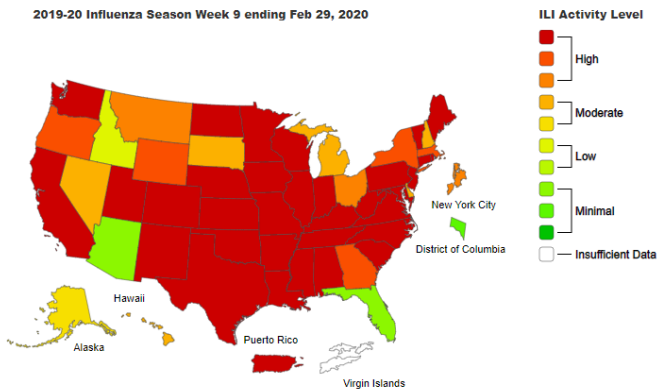 2019-20 Influenza Season Week 9 ending Feb 29, 2020
ILI Activity Level
High
Moderate
Low
Minimal
Insufficient Data
New York City
District of Columbia
Hawaii
Alaska
Puerto Rico
Virgin Islands